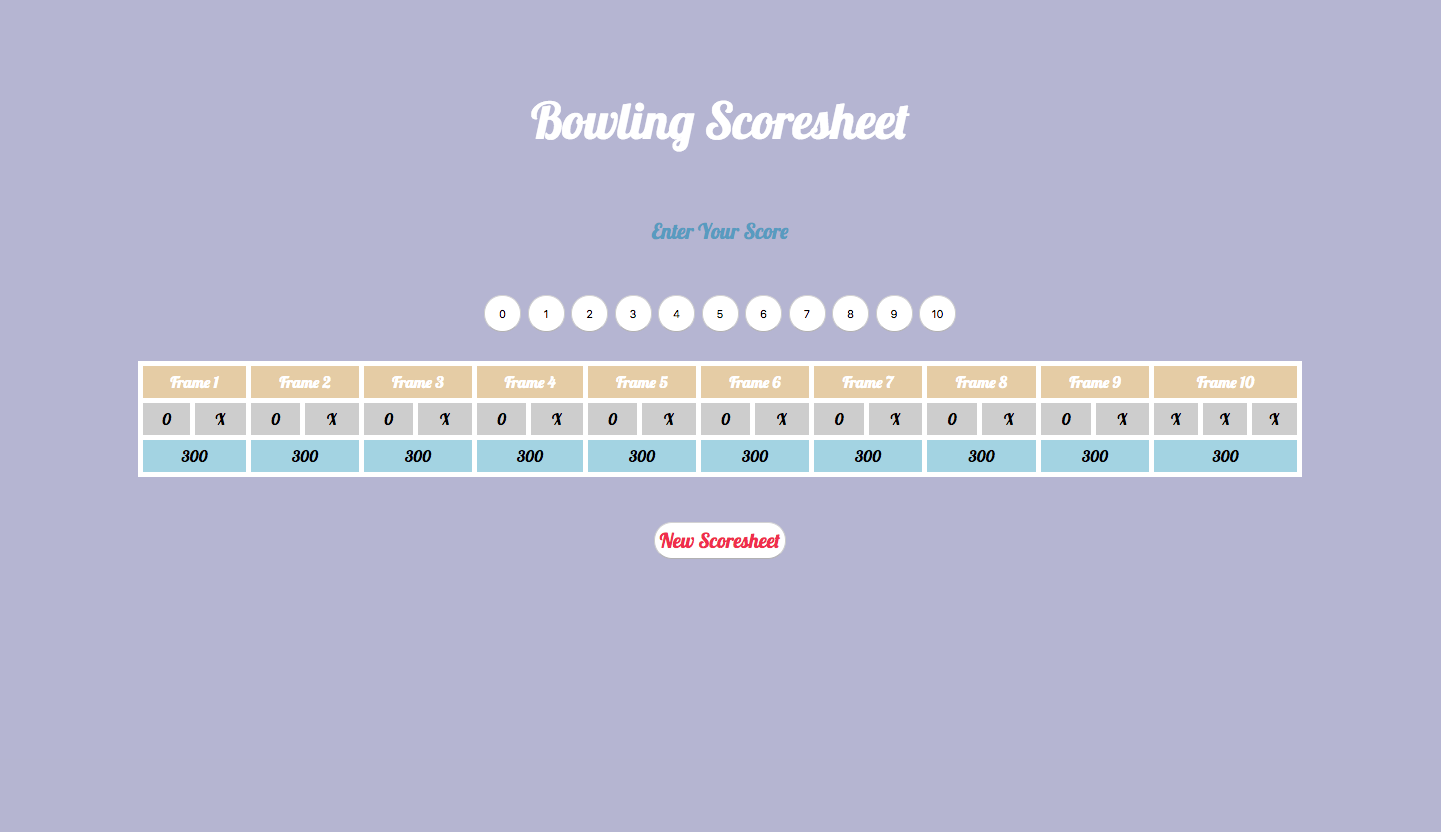 Bowling Scoresheet
Enter Your Score
0 1 2 3 4 5 6 7 8 9 10
Frame 1 Frame 2 Frame 3 Frame 4 Frame 5 Frame 6 Frame 7 Frame 8 Frame 9 Frame 10
0 X 0 X 0 X 0 X 0 X 0 X 0 X 0 X 0 X X X X
300 300 300 300 300 300 300 300 300 300
New Scoresheet